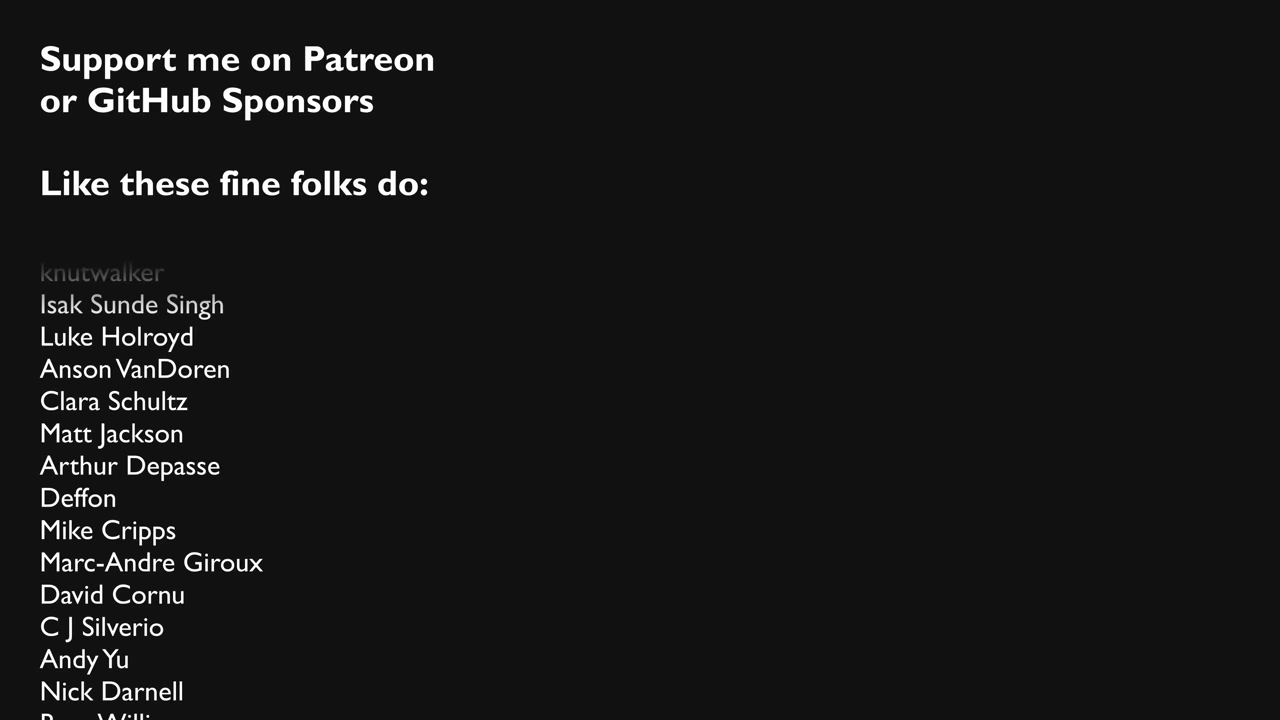 Support me on Patreon
or GitHub Sponsors
Like these fine folks do:
knutwalker
Isak Sunde Singh
Luke Holroyd
Anson VanDoren
Clara Schultz
Matt Jackson
Arthur Depasse
Deffon
Mike Cripps
Marc-Andre Giroux
David Cornu
C J Silverio
Andy Yu
Nick Darnell